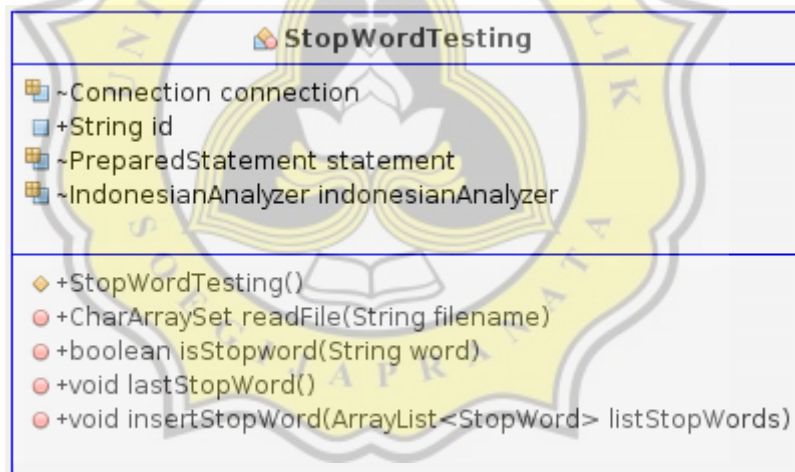 StopWordTesting
~Connection connection
+String id
~PreparedStatement statement
~IndonesianAnalyzer indonesianAnalyzer
+StopWordTesting()
+CharArraySet readFile(String filename)
+boolean isStopword(String word)
+void lastStopWord()
+void insertStopWord(ArrayList<StopWord> listStopWords)
SOEGIJAPRANATA